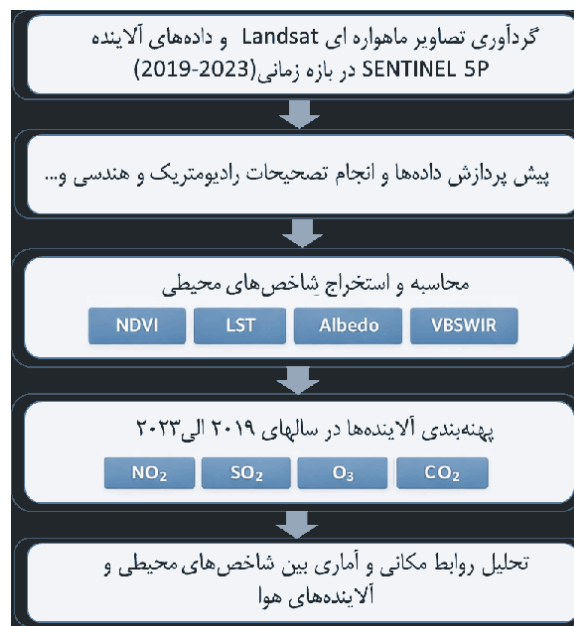 گردآوری تصاویر ماهواره ای Landsat و داده‌های آلاینده
SENTINEL 5P در بازه زمانی(2023-2019)
پیش پردازش داده‌ها و انجام تصحیحات رادیومتریک و هندسی و...
محاسبه و استخراج شاخص‌های محیطی
NDVI LST Albedo VBSWIR
پهنه‌بندی آلاینده‌ها در سالهای ۲۰۱۹ الی۲۰۲۳
NO₂ SO₂ O₃ CO₂
تحلیل روابط مکانی و آماری بین شاخص‌های محیطی و
آلاینده‌های هوا